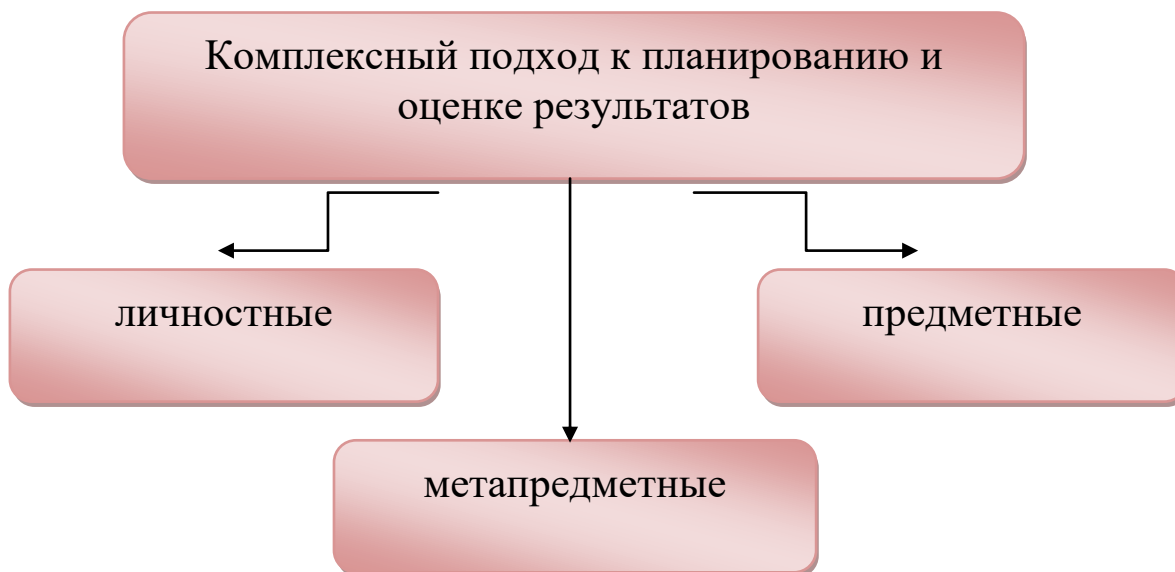 Комплексный подход к планированию и
оценке результатов
личностные
предметные
метапредметные